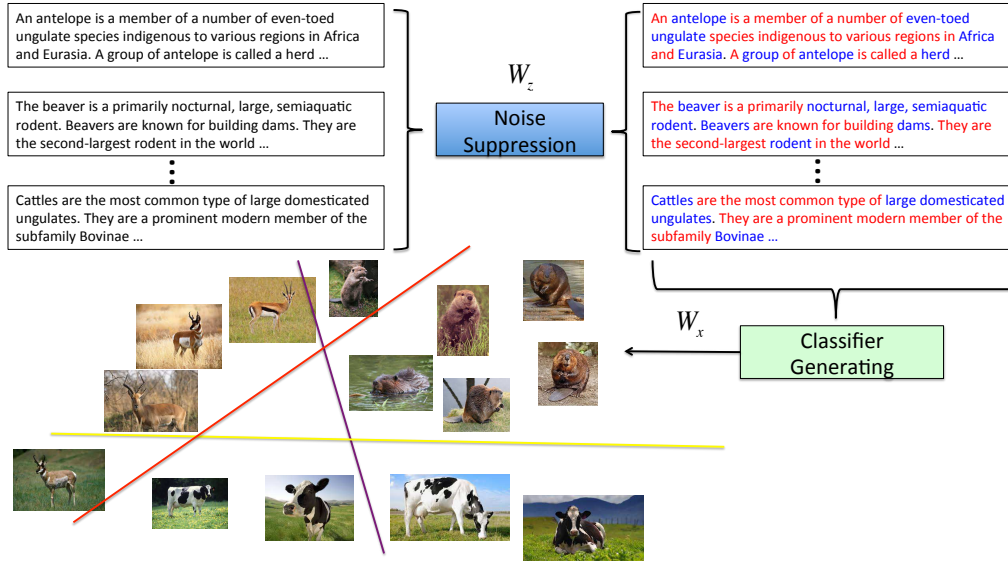 An antelope is a member of a number of even-toed
ungulate species indigenous to various regions in Africa
and Eurasia. A group of antelope is called a herd ...
The beaver is a primarily nocturnal, large, semiaquatic
rodent. Beavers are known for building dams. They are
the second-largest rodent in the world ...
Cattles are the most common type of large domesticated
ungulates. They are a prominent modern member of the
subfamily Bovinae ...
W_z
Noise
Suppression
An antelope is a member of a number of even-toed
ungulate species indigenous to various regions in Africa
and Eurasia. A group of antelope is called a herd ...
The beaver is a primarily nocturnal, large, semiaquatic
rodent. Beavers are known for building dams. They are
the second-largest rodent in the world ...
Cattles are the most common type of large domesticated
ungulates. They are a prominent modern member of the
subfamily Bovinae ...
W_x
Classifier
Generating